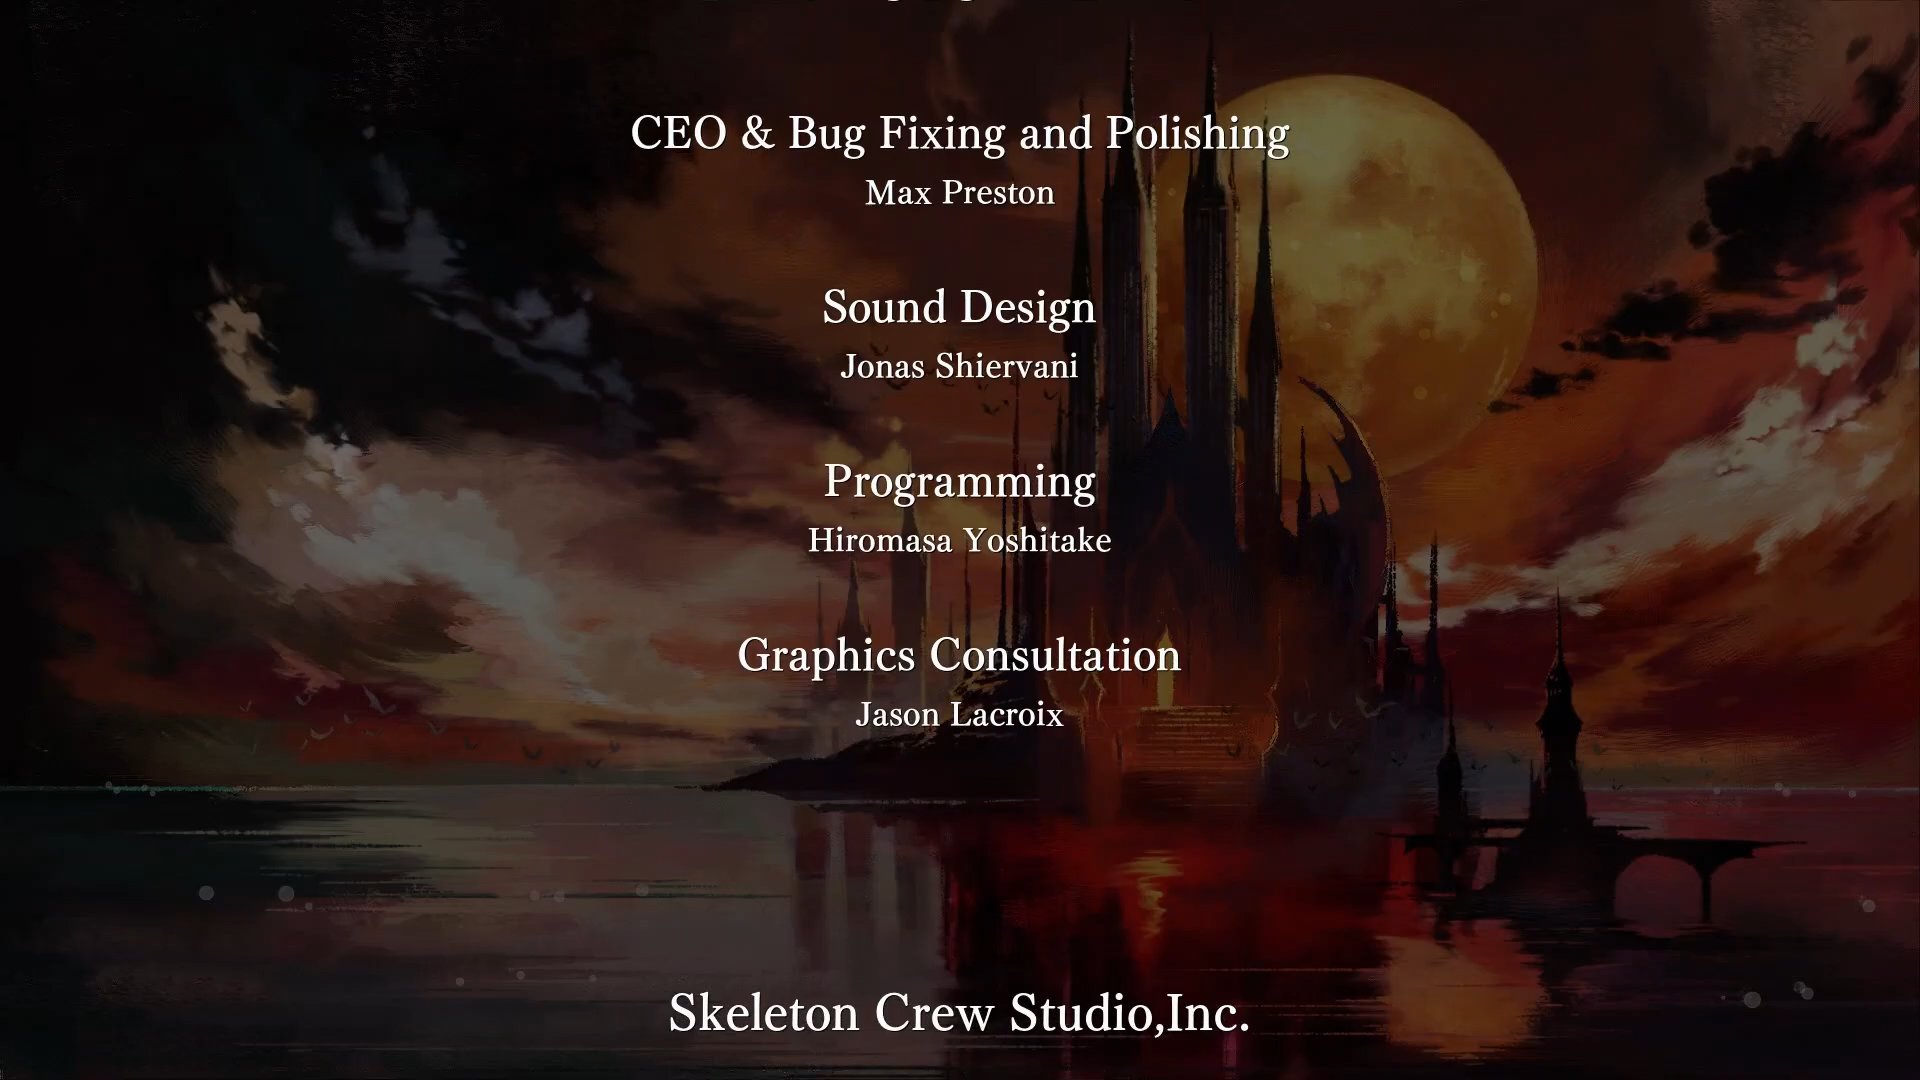 CEO & Bug Fixing and Polishing
Max Preston
Sound Design
Jonas Shiervani
Programming
Hiromasa Yoshitake
Graphics Consultation
Jason Lacroix
Skeleton Crew Studio,Inc.